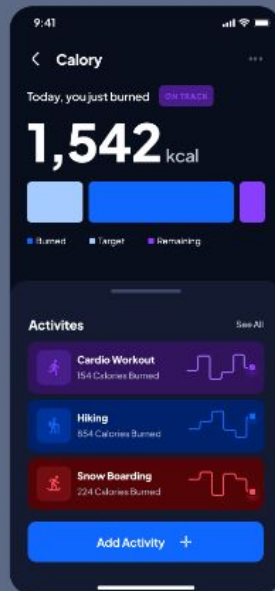 9:41
Calory
Today, you just burned ON TRACK
1,542 kcal
Burned Target Remaining
Activites See All
Cardio Workout
154 Calories Burned
Hiking
854 Calories Burned
Snow Boarding
224 Calories Burned
Add Activity +